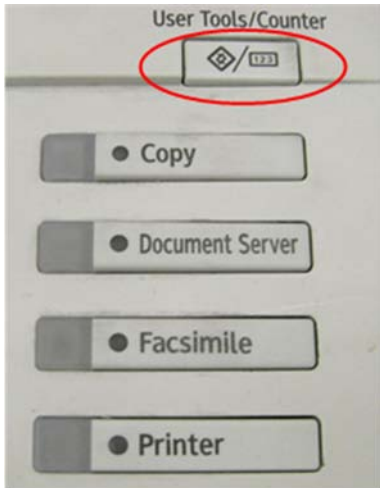 User Tools/Counter
/123
Copy
Document Server
Facsimile
Printer